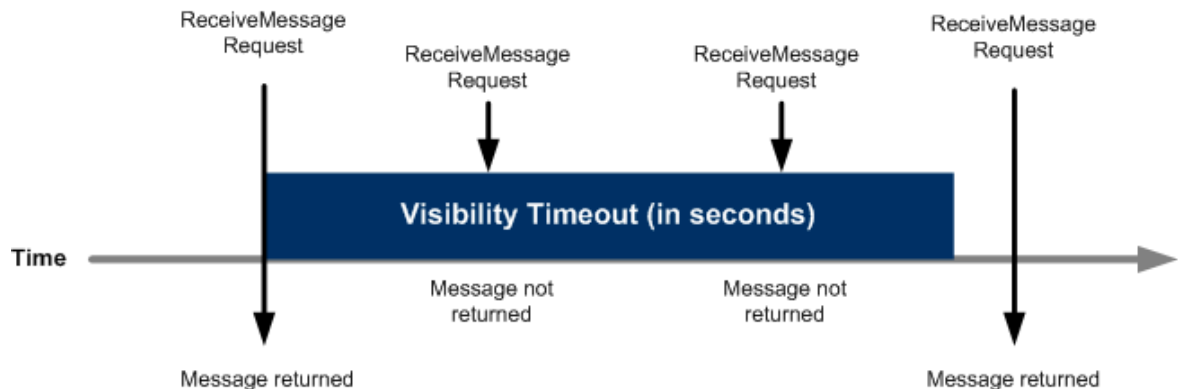 ReceiveMessage
Request
ReceiveMessage
Request
ReceiveMessage
Request
ReceiveMessage
Request
Visibility Timeout (in seconds)
Time
Message not
returned
Message not
returned
Message returned
Message returned